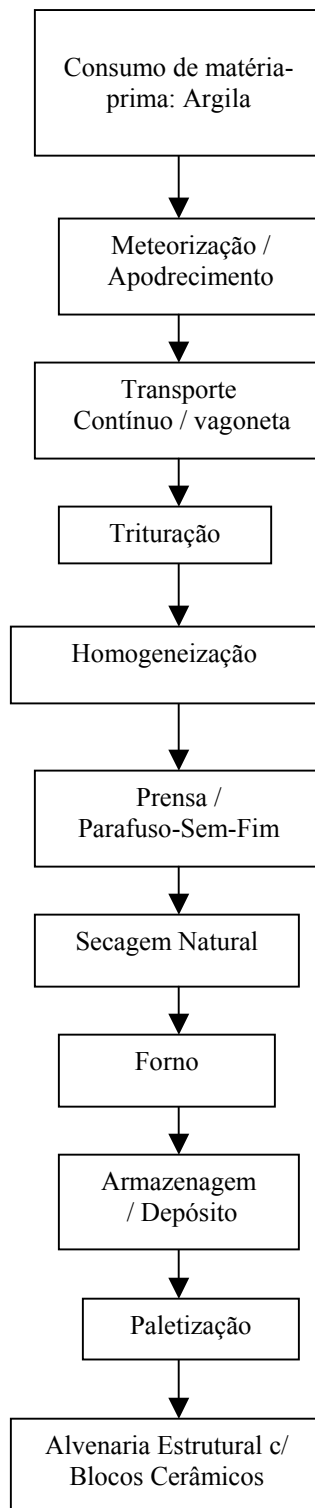 Consumo de matéria-
prima: Argila
Meteorização /
Apodrecimento
Transporte
Contínuo / vagoneta
Trituração
Homogeneização
Prensa /
Parafuso-Sem-Fim
Secagem Natural
Forno
Armazenagem
/ Depósito
Paletização
Alvenaria Estrutural c/
Blocos Cerâmicos